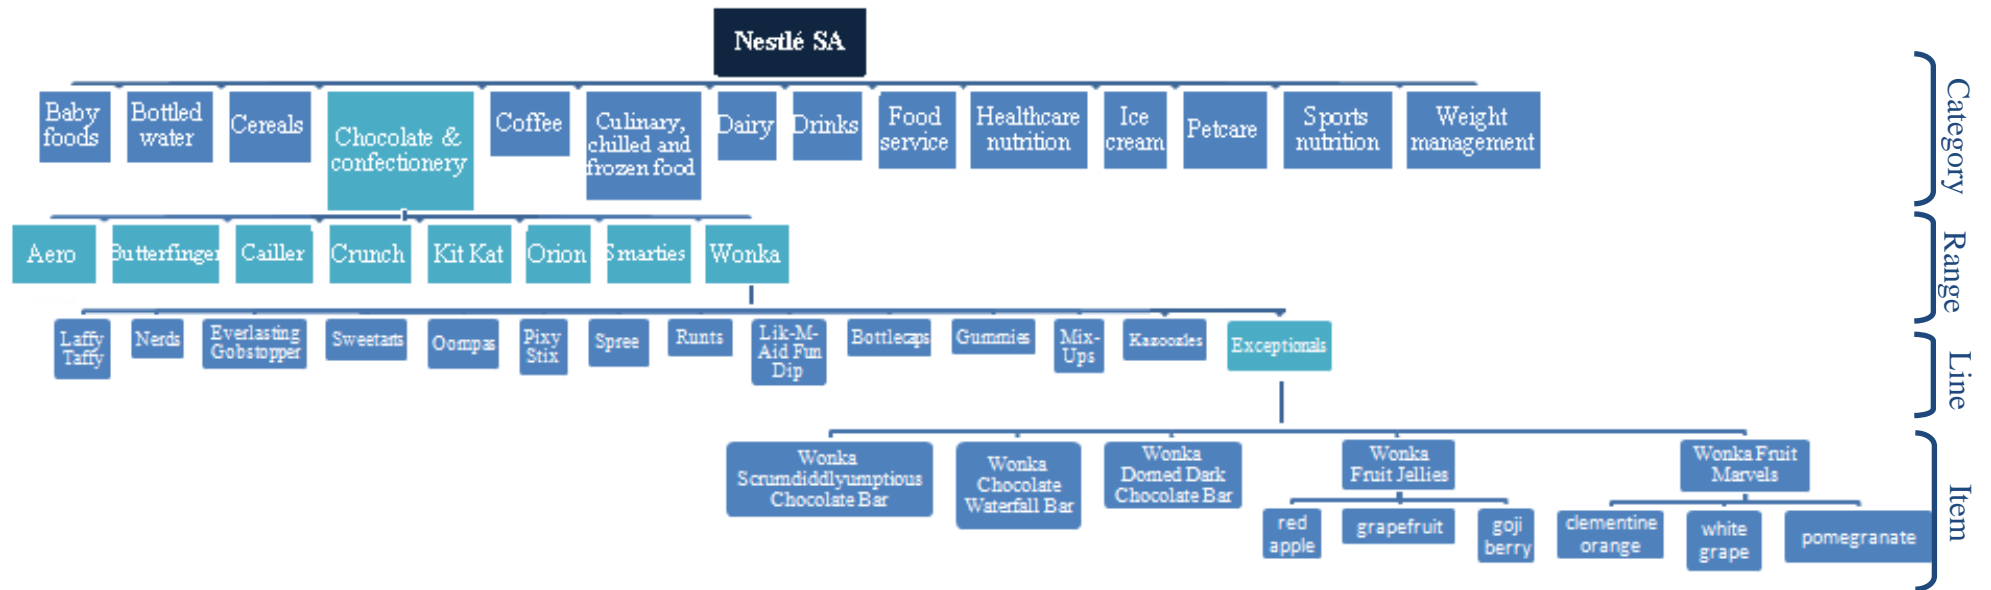 Nestlé SA
Baby
foods
Bottled
water
Cereals
Chocolate &
confectionery
Coffee
Culinary,
chilled and
frozen food
Dairy
Drinks
Food
service
Healthcare
nutrition
Ice
cream
Petcare
Sports
nutrition
Weight
management
Category
Aero
Butterfinger
Cailler
Crunch
Kit Kat
Orion
Smarties
Wonka
Range
Laffy
Taffy
Nerds
Everlasting
Gobstopper
Sweetarts
Oompas
Pixy
Stix
Spree
Runts
Lik-M-
Aid Fun
Dip
Bottlecaps
Gummies
Mix-
Ups
Kazoozles
Exceptionals
Line
Wonka
Scrumdiddlyumptious
Chocolate Bar
Wonka
Chocolate
Waterfall Bar
Wonka
Domed Dark
Chocolate Bar
Wonka
Fruit Jellies
Wonka Fruit
Marvels
red
apple
grapefruit
goji
berry
clementine
orange
white
grape
pomegranate
Item